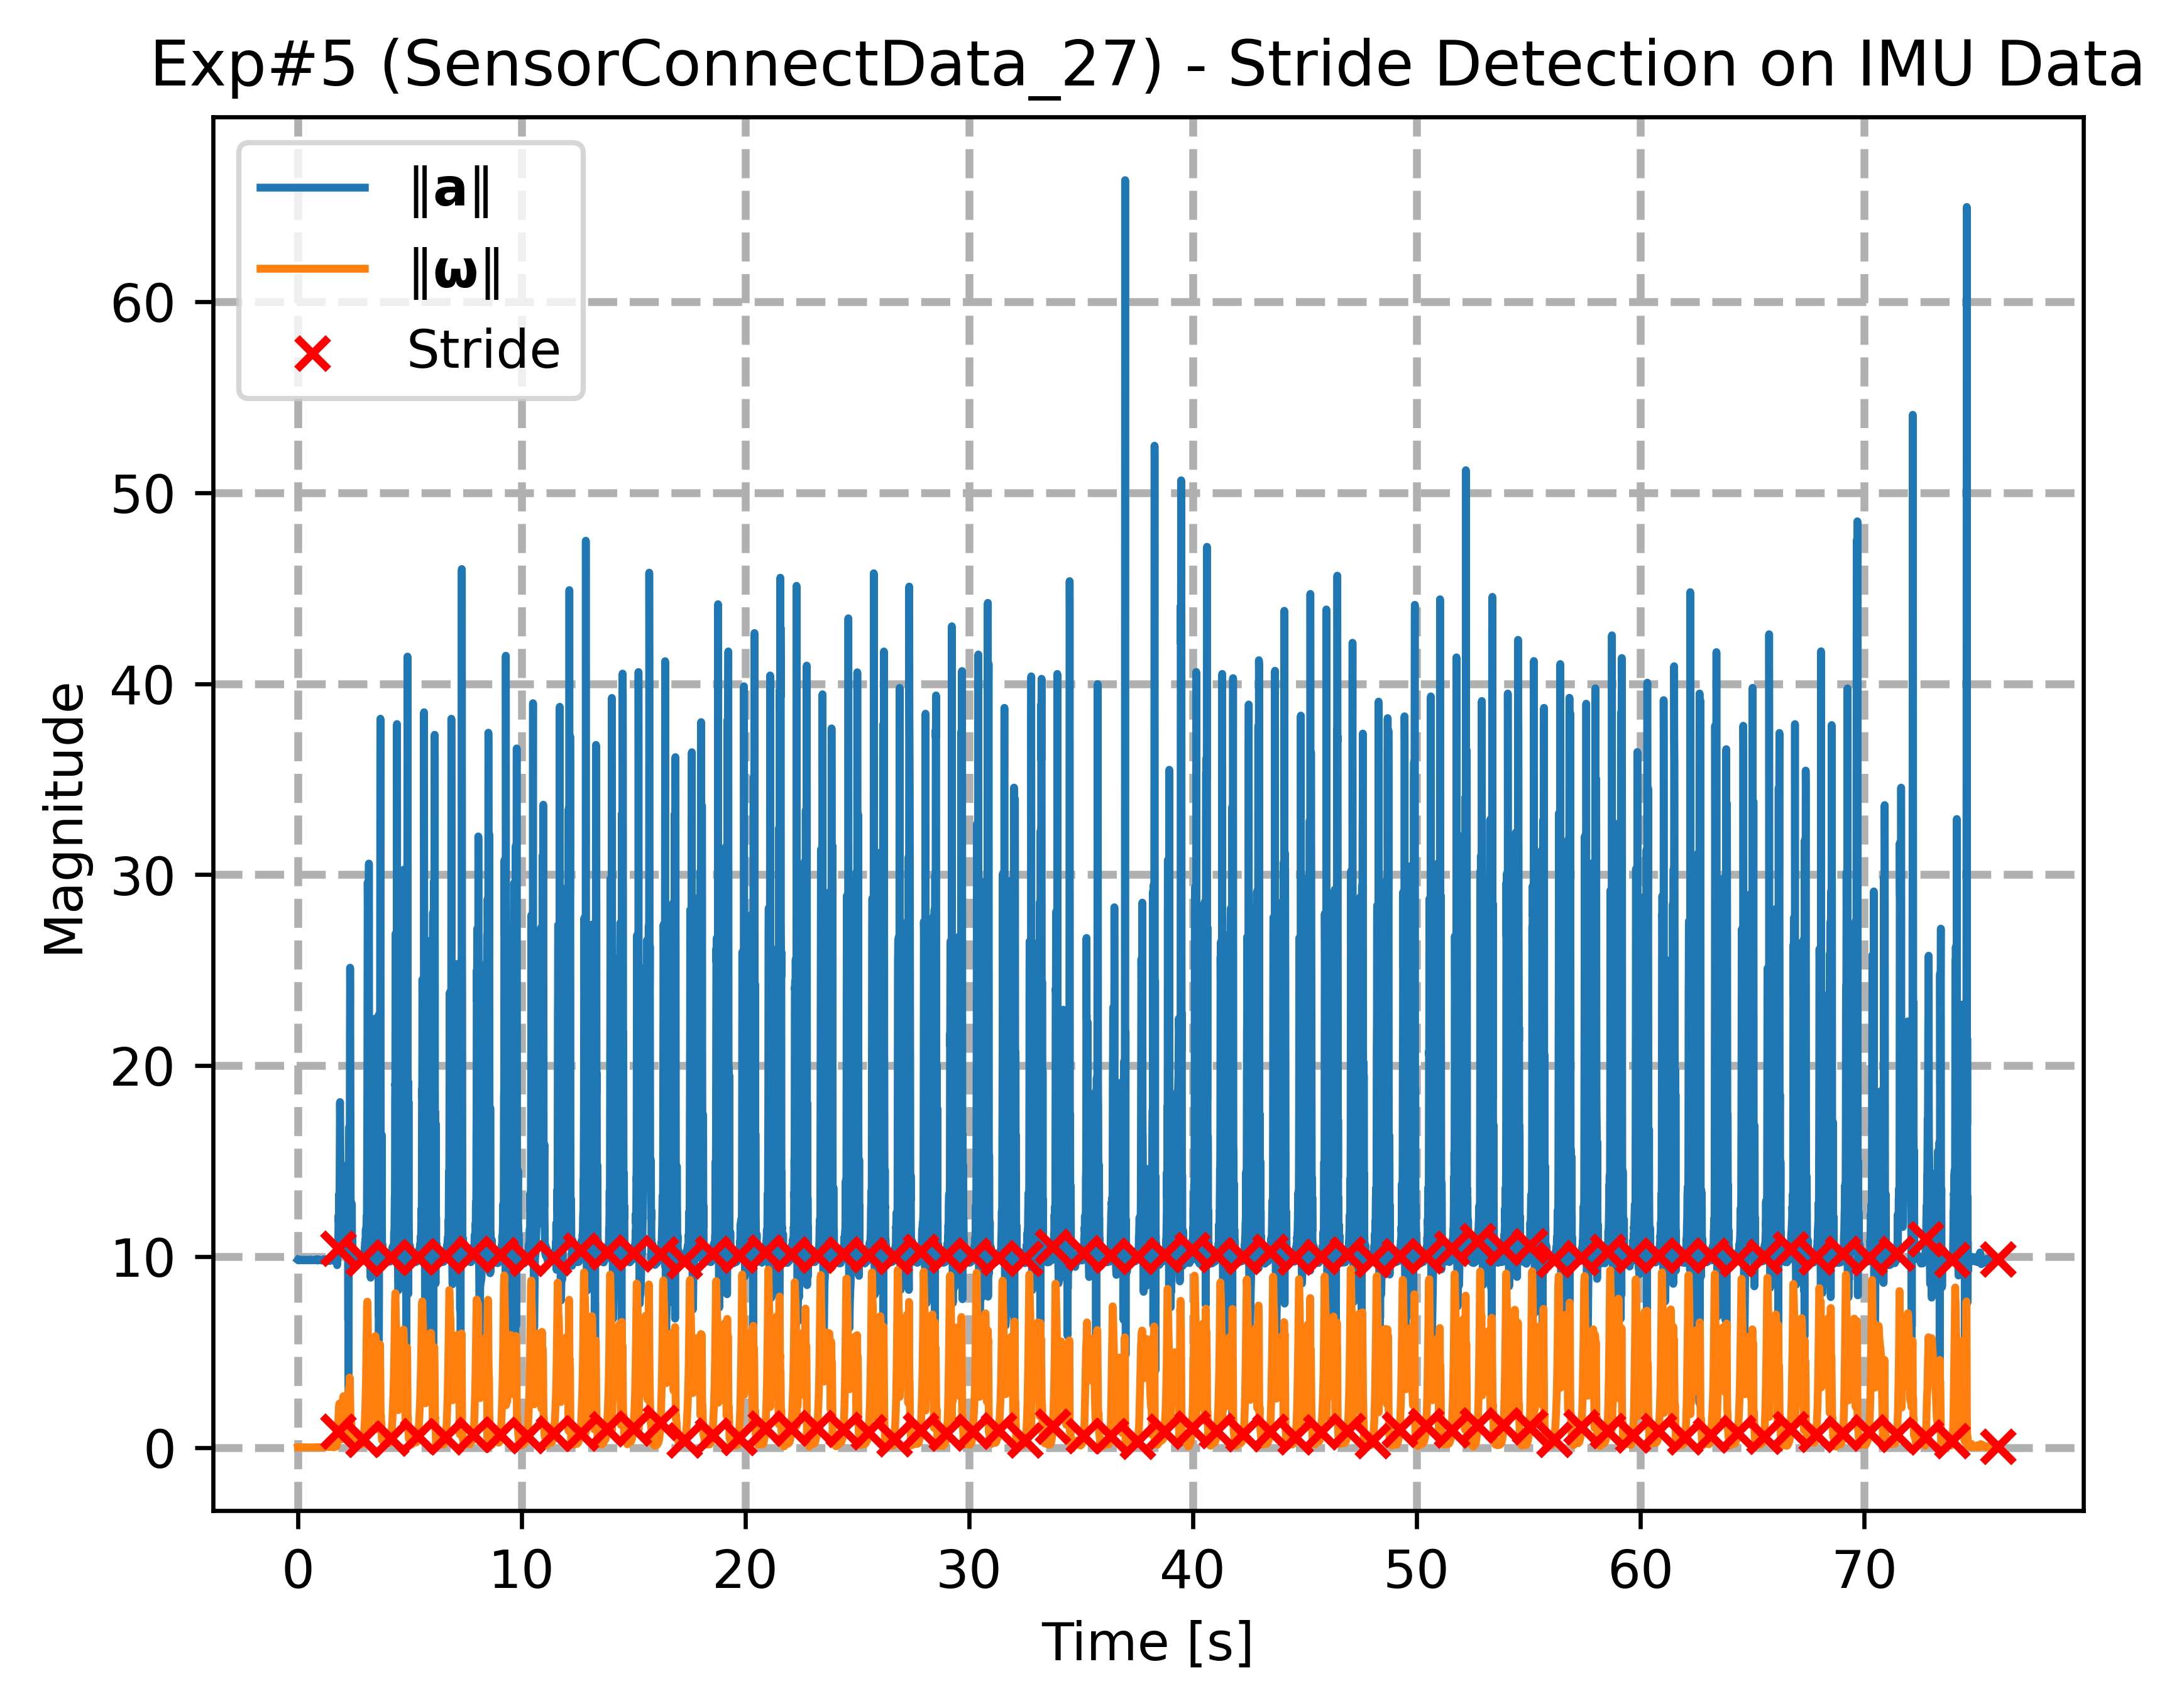 Exp#5 (SensorConnectData_27) - Stride Detection on IMU Data
‖a‖
‖ω‖
Stride
Magnitude
60
50
40
30
20
10
0
0 10 20 30 40 50 60 70
Time [s]